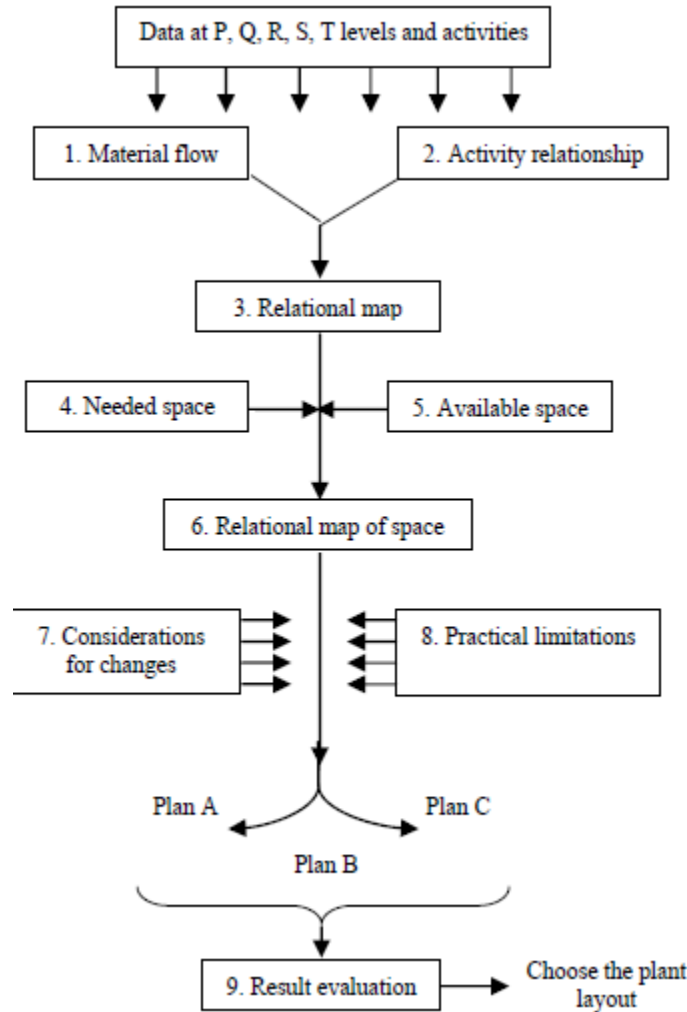 Data at P, Q, R, S, T levels and activities
1. Material flow
2. Activity relationship
3. Relational map
4. Needed space
5. Available space
6. Relational map of space
7. Considerations
for changes
8. Practical limitations
Plan A
Plan C
Plan B
9. Result evaluation
Choose the plant
layout